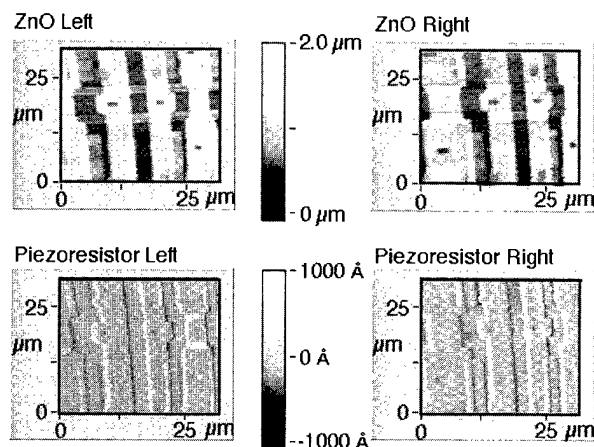 ZnO Left
ZnO Right
25
μm
0
0
25 μm
2.0 μm
0 μm
25
μm
0
0
25 μm
Piezoresistor Left
Piezoresistor Right
25
μm
0
0
25 μm
1000 Å
0 Å
-1000 Å
25
μm
0
0
25 μm